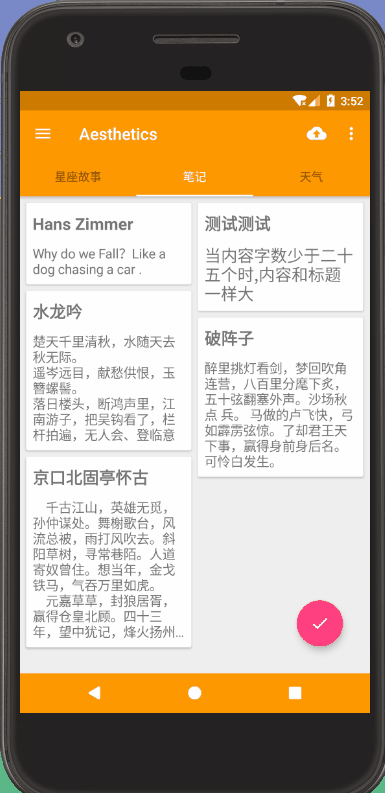 3:52
Aesthetics
星座故事
笔记
天气
Hans Zimmer
Why do we Fall? Like a
dog chasing a car .
水龙吟
楚天千里清秋，水随天去
秋无际。
遥岑远目，献愁供恨，玉
簪螺髻。
落日楼头，断鸿声里，江
南游子，把吴钩看了，栏
杆拍遍，无人会、登临意
京口北固亭怀古
千古江山，英雄无觅，
孙仲谋处。舞榭歌台，风
流总被，雨打风吹去。斜
阳草树，寻常巷陌。人道
寄奴曾住。想当年，金戈
铁马，气吞万里如虎。
元嘉草草，封狼居胥，
赢得仓皇北顾。四十三
年，望中犹记，烽火扬州...
测试测试
当内容字数少于二十
五个时,内容和标题
一样大
破阵子
醉里挑灯看剑，梦回吹角
连营，八百里分麾下炙，
五十弦翻塞外声。沙场秋
点 兵。 马做的卢飞快，弓
如霹雳弦惊。了却君王天
下事，赢得身前身后名。
可怜白发生。